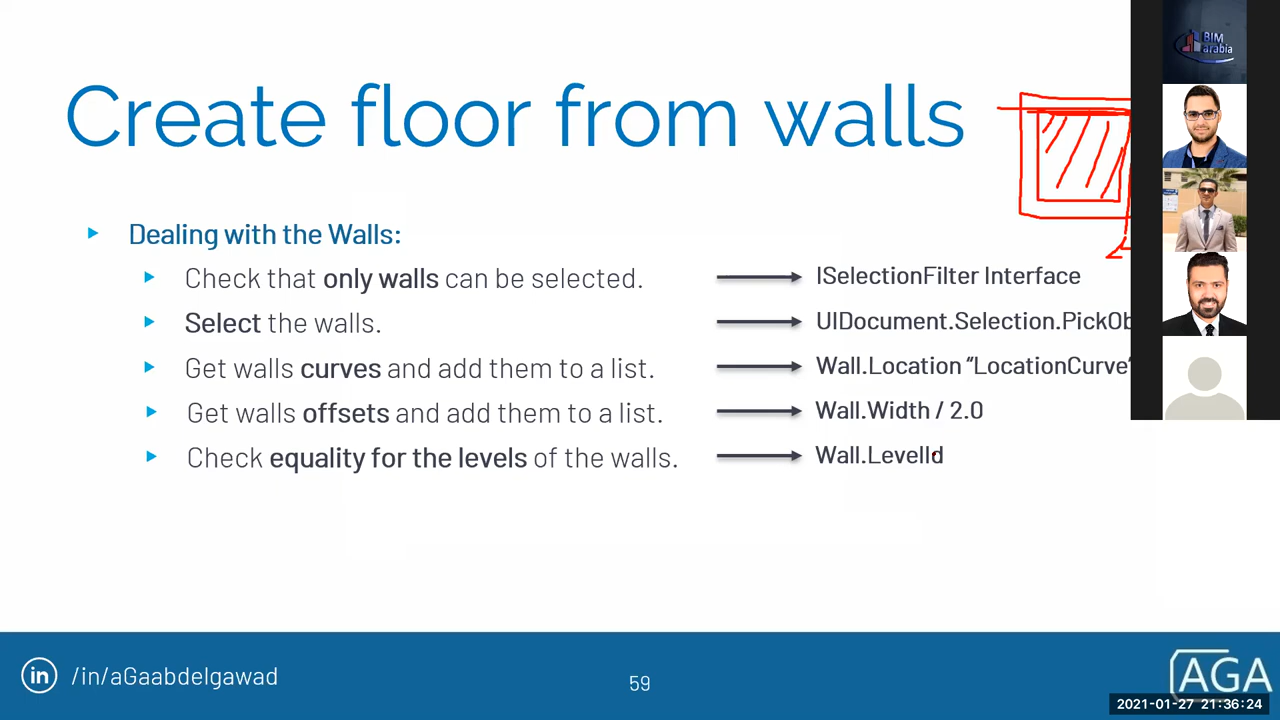 Create floor from walls
BIM
arabia
Dealing with the Walls:
Check that only walls can be selected.
ISelectionFilter Interface
Select the walls.
UIDocument.Selection.PickOb
Get walls curves and add them to a list.
Wall.Location “LocationCurve”
Get walls offsets and add them to a list.
Wall.Width / 2.0
Check equality for the levels of the walls.
Wall.LevelId
in
/in/aGaabdelgawad
59
AGA
2021-01-27 21:36:24